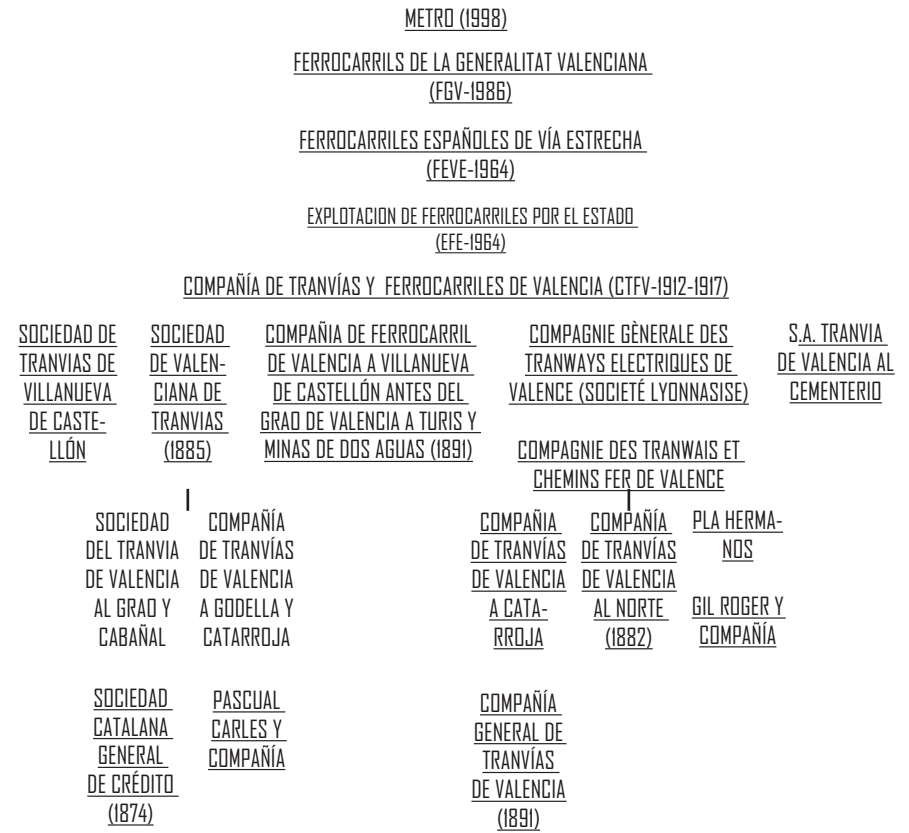 METRO (1998)
FERROCARRILS DE LA GENERALITAT VALENCIANA
(FGV-1986)
FERROCARRILES ESPAÑOLES DE VÍA ESTRECHA
(FEVE-1964)
EXPLOTACION DE FERROCARRILES POR EL ESTADO
(EFE-1964)
COMPAÑÍA DE TRANVÍAS Y FERROCARRILES DE VALENCIA (CTFV-1912-1917)
SOCIEDAD DE
TRANVIAS DE
VILLANUEVA
DE CASTE-
LLÓN
SOCIEDAD
DE VALEN-
CIANA DE
TRANVIAS
(1885)
COMPAÑIA DE FERROCARRIL
DE VALENCIA A VILLANUEVA
DE CASTELLÓN ANTES DEL
GRAO DE VALENCIA A TURIS Y
MINAS DE DOS AGUAS (1891)
COMPAGNIE GÈNERALE DES
TRANWAYS ELECTRIQUES DE
VALENCE (SOCIETÉ LYONNASISE)
S.A. TRANVIA
DE VALENCIA AL
CEMENTERIO
COMPAGNIE DES TRANWAIS ET
CHEMINS FER DE VALENCE
SOCIEDAD
DEL TRANVIA
DE VALENCIA
AL GRAO Y
CABAÑAL
COMPAÑÍA
DE TRANVÍAS
DE VALENCIA
A GODELLA Y
CATARROJA
COMPAÑIA
DE TRANVÍAS
DE VALENCIA
A CATA-
RROJA
COMPAÑÍA
DE TRANVÍAS
DE VALENCIA
AL NORTE
(1882)
PLA HERMA-
NOS
GIL ROGER Y
COMPAÑÍA
SOCIEDAD
CATALANA
GENERAL
DE CRÉDITO
(1874)
PASCUAL
CARLES Y
COMPAÑÍA
COMPAÑÍA
GENERAL DE
TRANVÍAS
DE VALENCIA
(1891)